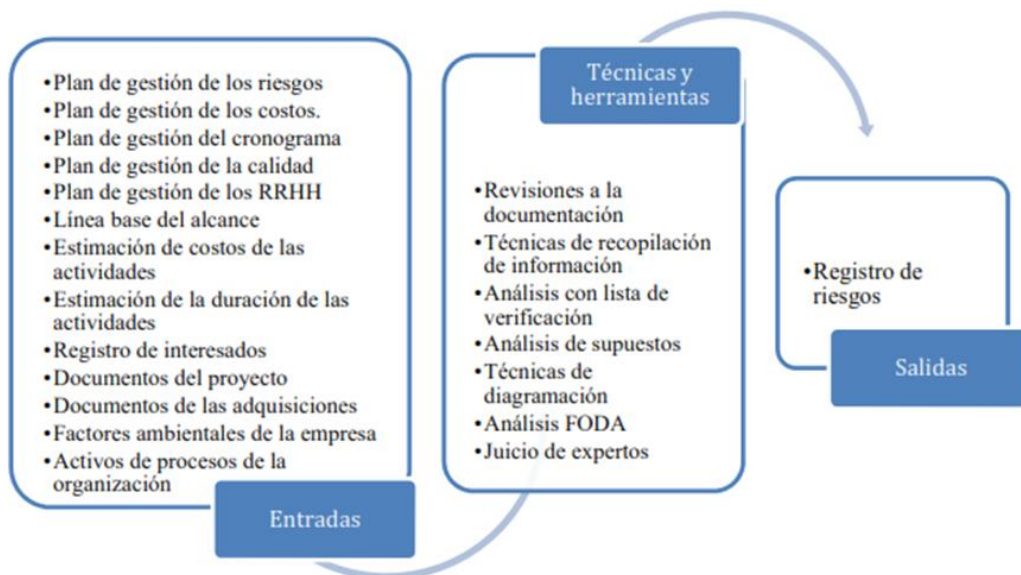 •Plan de gestión de los riesgos
•Plan de gestión de los costos.
•Plan de gestión del cronograma
•Plan de gestión de la calidad
•Plan de gestión de los RRHH
•Línea base del alcance
•Estimación de costos de las
actividades
•Estimación de la duración de las
actividades
•Registro de interesados
•Documentos del proyecto
•Documentos de las adquisiciones
•Factores ambientales de la empresa
•Activos de procesos de la
organización
Entradas
Técnicas y
herramientas
•Revisiones a la
documentación
•Técnicas de recopilación
de información
•Análisis con lista de
verificación
•Análisis de supuestos
•Técnicas de
diagramación
•Análisis FODA
•Juicio de expertos
•Registro de
riesgos
Salidas